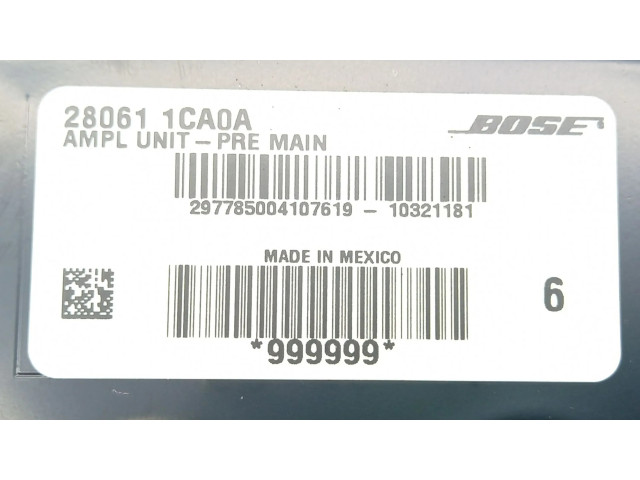 28061 1CA0A
BOSE
AMPL UNIT-PRE MAIN
297785004107619 - 10321181
MADE IN MEXICO
6
*999999*